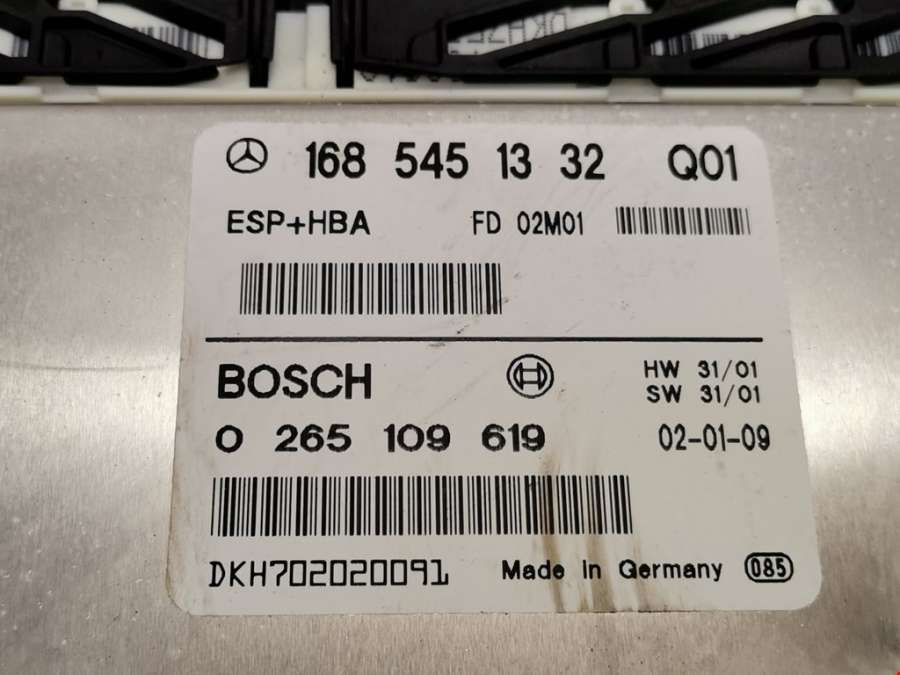 168 545 13 32 Q01
ESP+HBA FD 02M01
BOSCH HW 31/01
SW 31/01
0 265 109 619 02-01-09
DKH702020091 Made in Germany 085